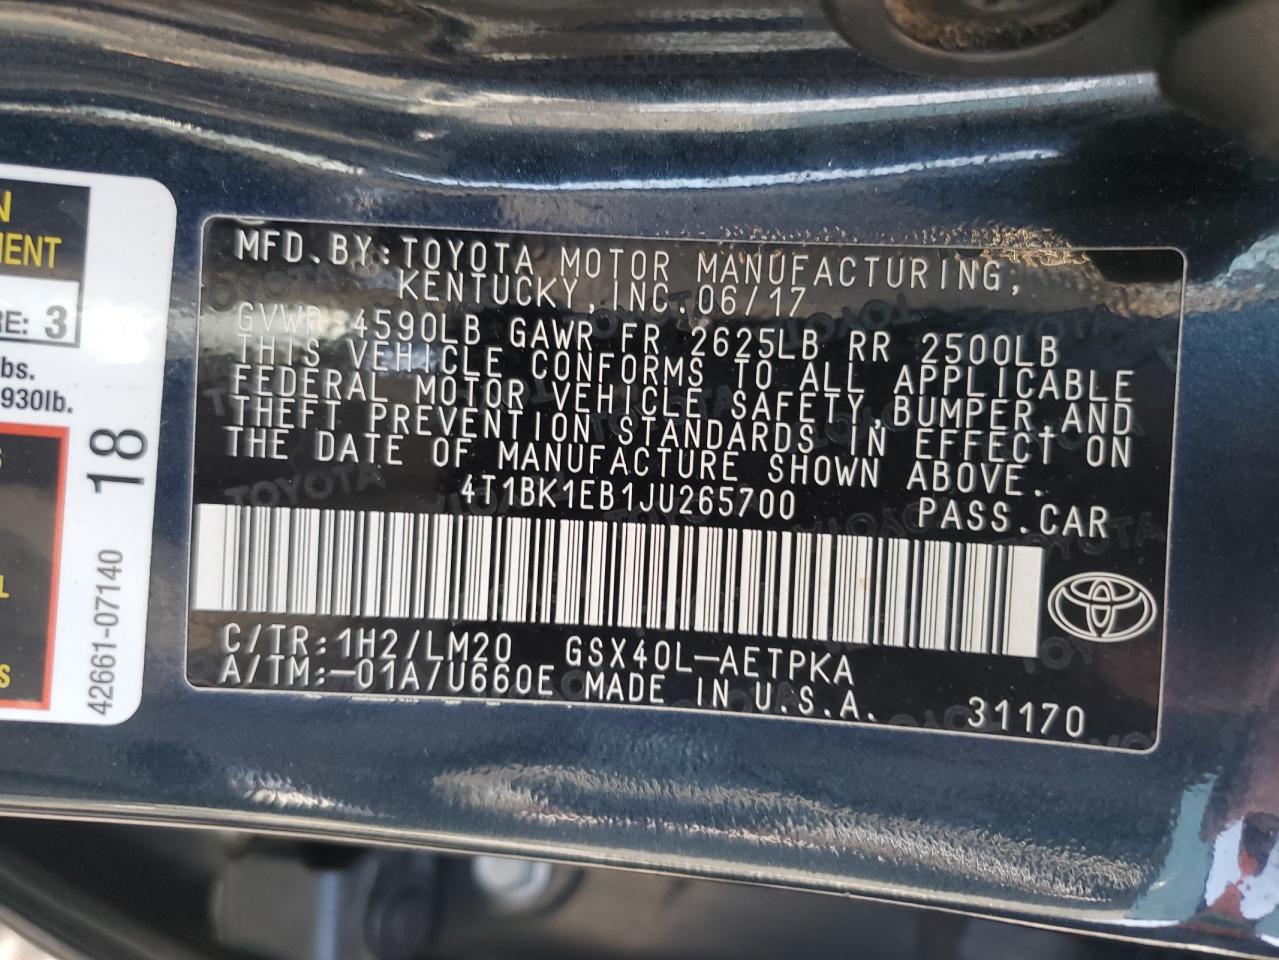 N
MENT
RE: 3
lbs.
930lb.
S
L
S
18
42661-07140
MFD.BY:TOYOTA MOTOR MANUFACTURING,
KENTUCKY,INC.06/17
GVWR 4590LB GAWR FR 2625LB RR 2500LB
THIS VEHICLE CONFORMS TO ALL APPLICABLE
FEDERAL MOTOR VEHICLE SAFETY,BUMPER,AND
THEFT PREVENTION STANDARDS IN EFFECT ON
THE DATE OF MANUFACTURE SHOWN ABOVE.
4T1BK1EB1JU265700 PASS.CAR
C/TR:1H2/LM20 GSX40L-AETPKA
A/TM:-01A/U660E MADE IN U.S.A. 31170